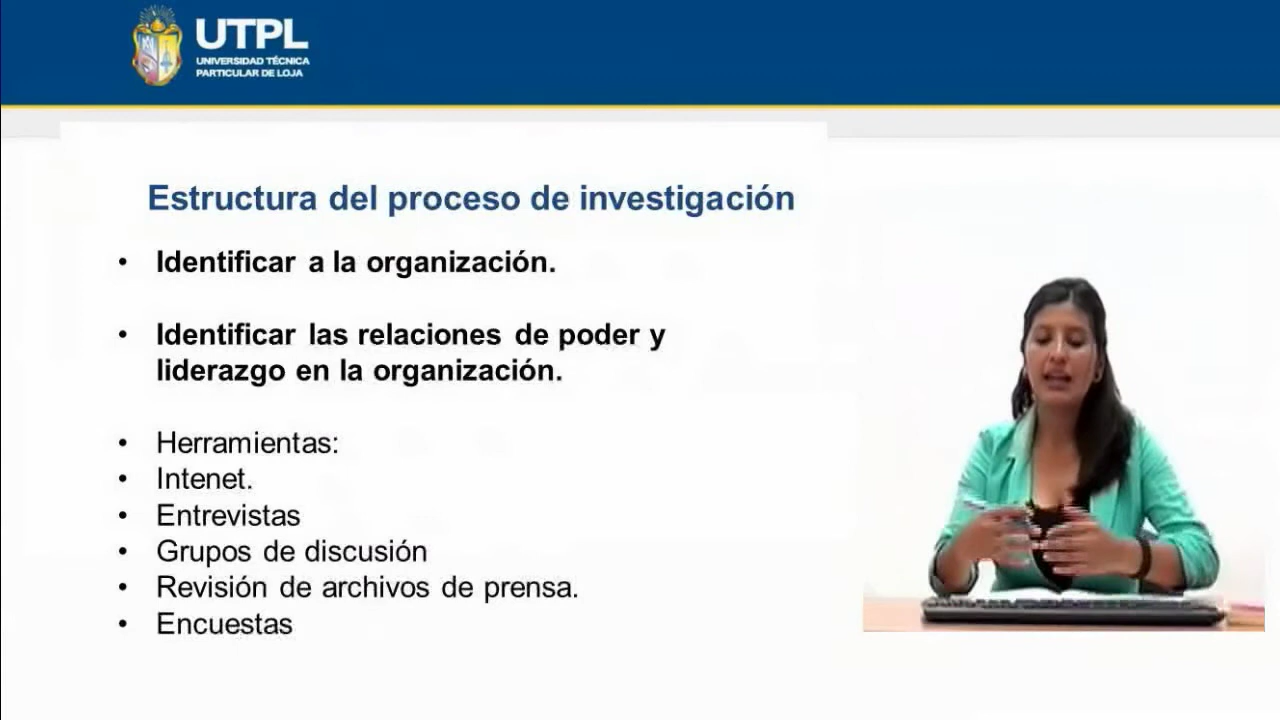 UTPL
UNIVERSIDAD TÉCNICA
PARTICULAR DE LOJA
Estructura del proceso de investigación
• Identificar a la organización.
• Identificar las relaciones de poder y
liderazgo en la organización.
• Herramientas:
• Intenet.
• Entrevistas
• Grupos de discusión
• Revisión de archivos de prensa.
• Encuestas